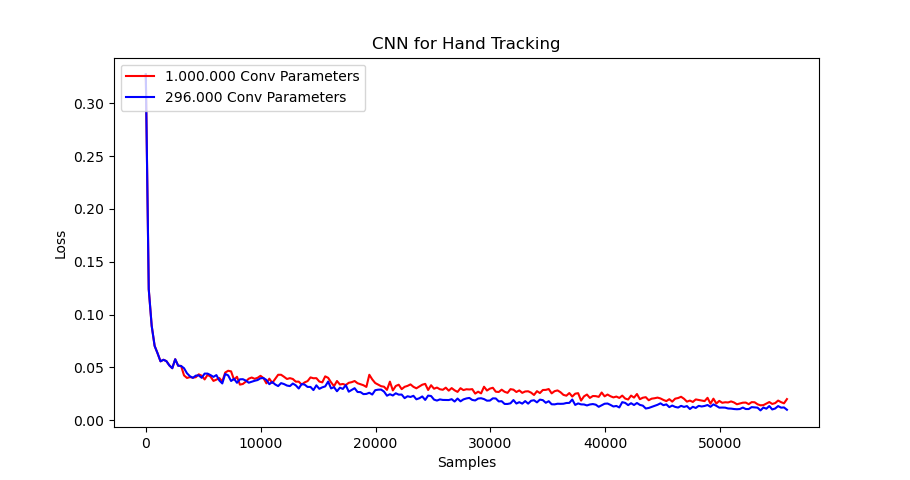 CNN for Hand Tracking
1.000.000 Conv Parameters
296.000 Conv Parameters
0.30
0.25
0.20
0.15
0.10
0.05
0.00
Loss
0 10000 20000 30000 40000 50000
Samples